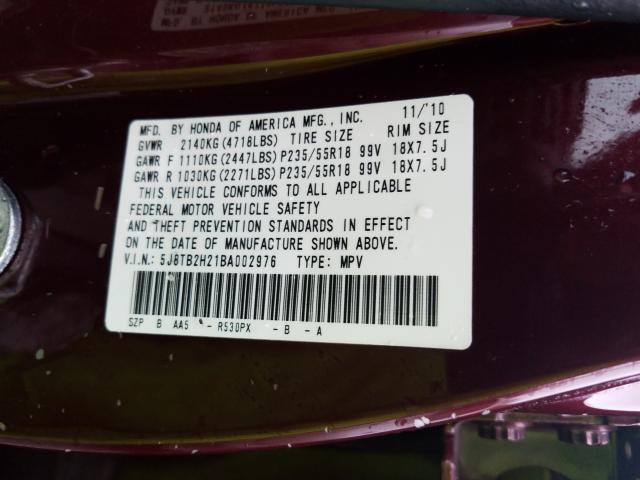 MFD. BY HONDA OF AMERICA MFG., INC. 11/'10
GVWR 2140KG(4718LBS) TIRE SIZE RIM SIZE
GAWR F 1110KG(2447LBS)P235/55R18 99V 18X7.5J
GAWR R 1030KG(2271LBS)P235/55R18 99V 18X7.5J
THIS VEHICLE CONFORMS TO ALL APPLICABLE
FEDERAL MOTOR VEHICLE SAFETY
AND THEFT PREVENTION STANDARDS IN EFFECT
ON THE DATE OF MANUFACTURE SHOWN ABOVE.
V.I.N.: 5J8TB2H21BA002976 TYPE: MPV
SZP B AA5 - R530PX - B - A